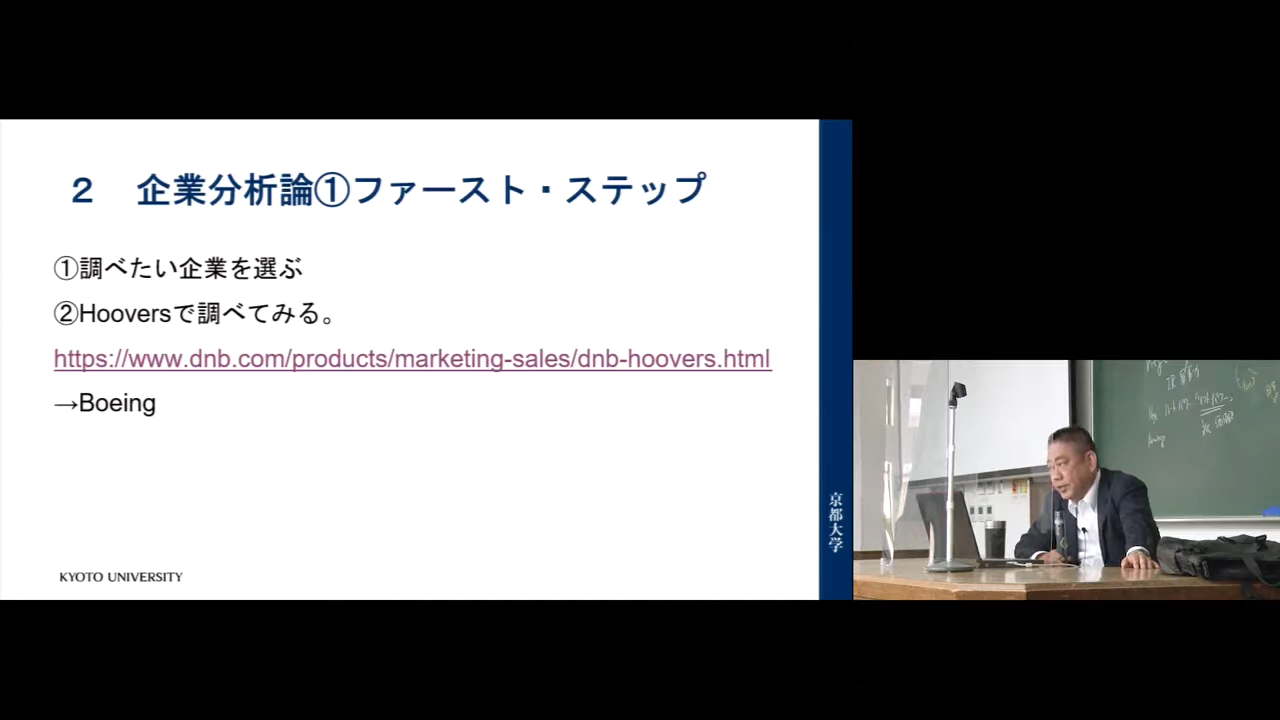 ２　企業分析論①ファースト・ステップ
①調べたい企業を選ぶ
②Hooversで調べてみる。
https://www.dnb.com/products/marketing-sales/dnb-hoovers.html
→Boeing
京都大学
KYOTO UNIVERSITY